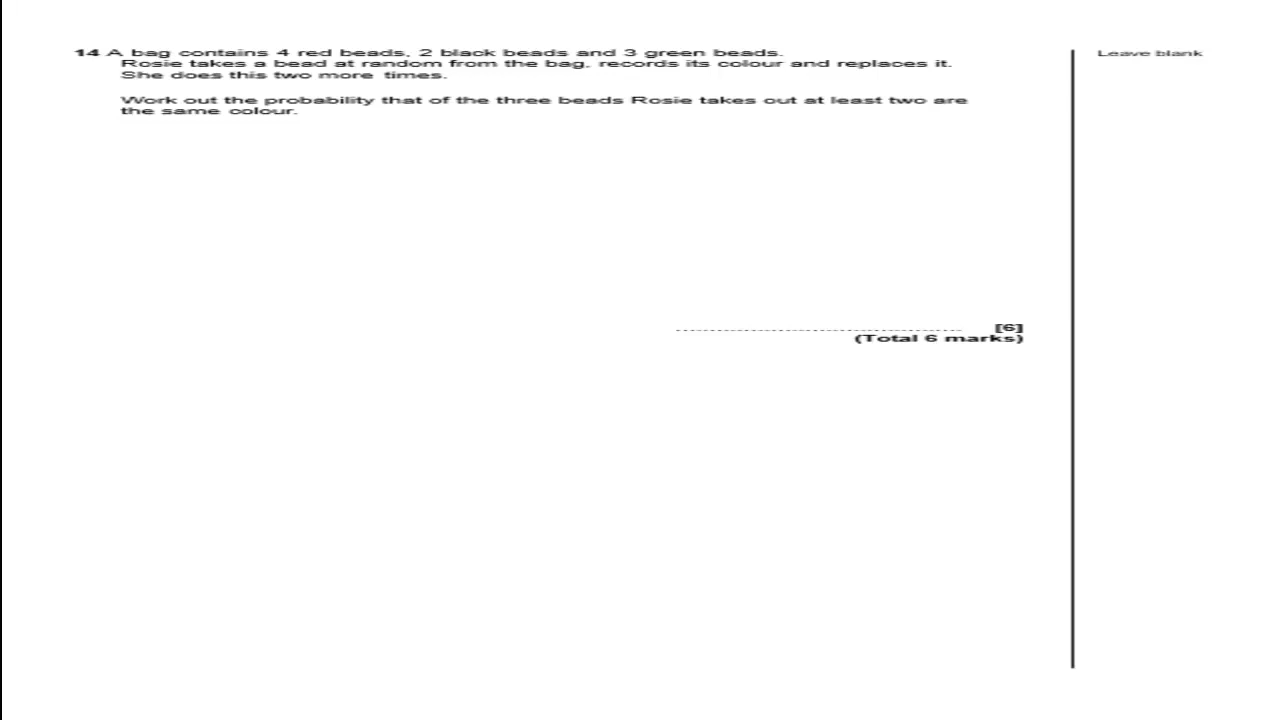 14 A bag contains 4 red beads, 2 black beads and 3 green beads.
Rosie takes a bead at random from the bag, records its colour and replaces it.
She does this two more times.
Work out the probability that of the three beads Rosie takes out at least two are
the same colour.
Leave blank
.......................................... [6]
(Total 6 marks)